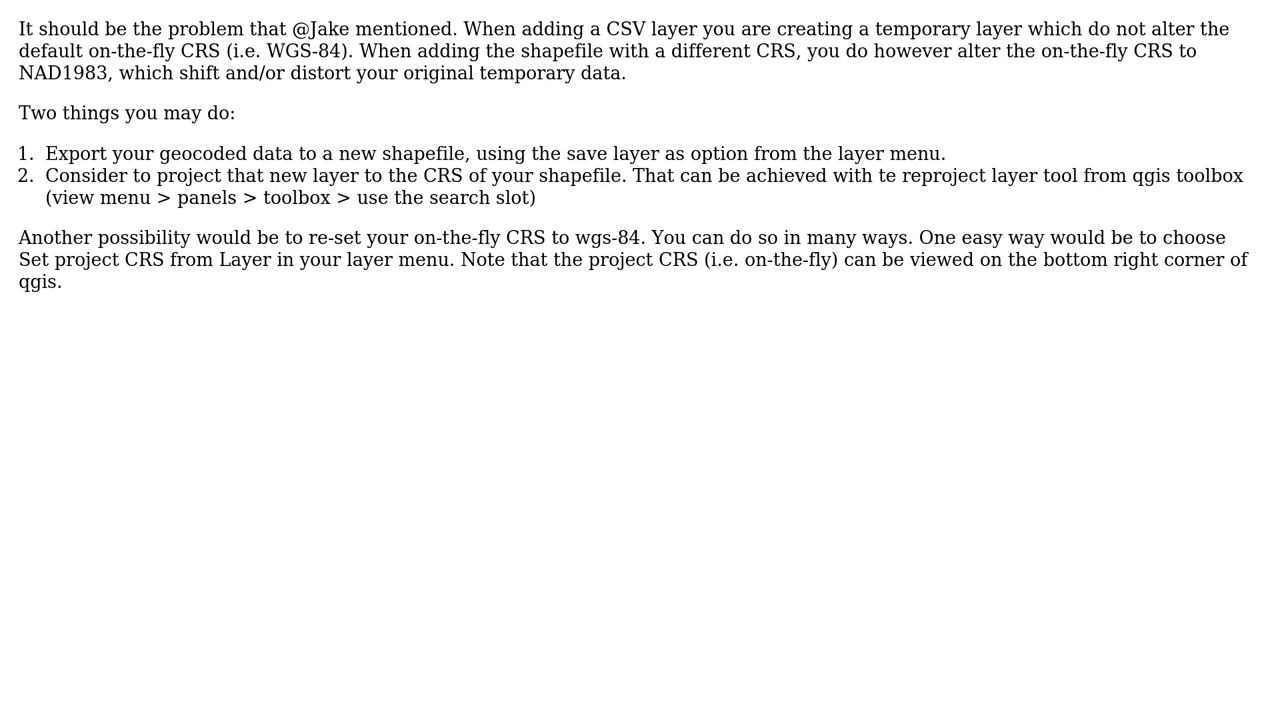 It should be the problem that @Jake mentioned. When adding a CSV layer you are creating a temporary layer which do not alter the
default on-the-fly CRS (i.e. WGS-84). When adding the shapefile with a different CRS, you do however alter the on-the-fly CRS to
NAD1983, which shift and/or distort your original temporary data.
Two things you may do:
1. Export your geocoded data to a new shapefile, using the save layer as option from the layer menu.
2. Consider to project that new layer to the CRS of your shapefile. That can be achieved with te reproject layer tool from qgis toolbox
(view menu > panels > toolbox > use the search slot)
Another possibility would be to re-set your on-the-fly CRS to wgs-84. You can do so in many ways. One easy way would be to choose
Set project CRS from Layer in your layer menu. Note that the project CRS (i.e. on-the-fly) can be viewed on the bottom right corner of
qgis.